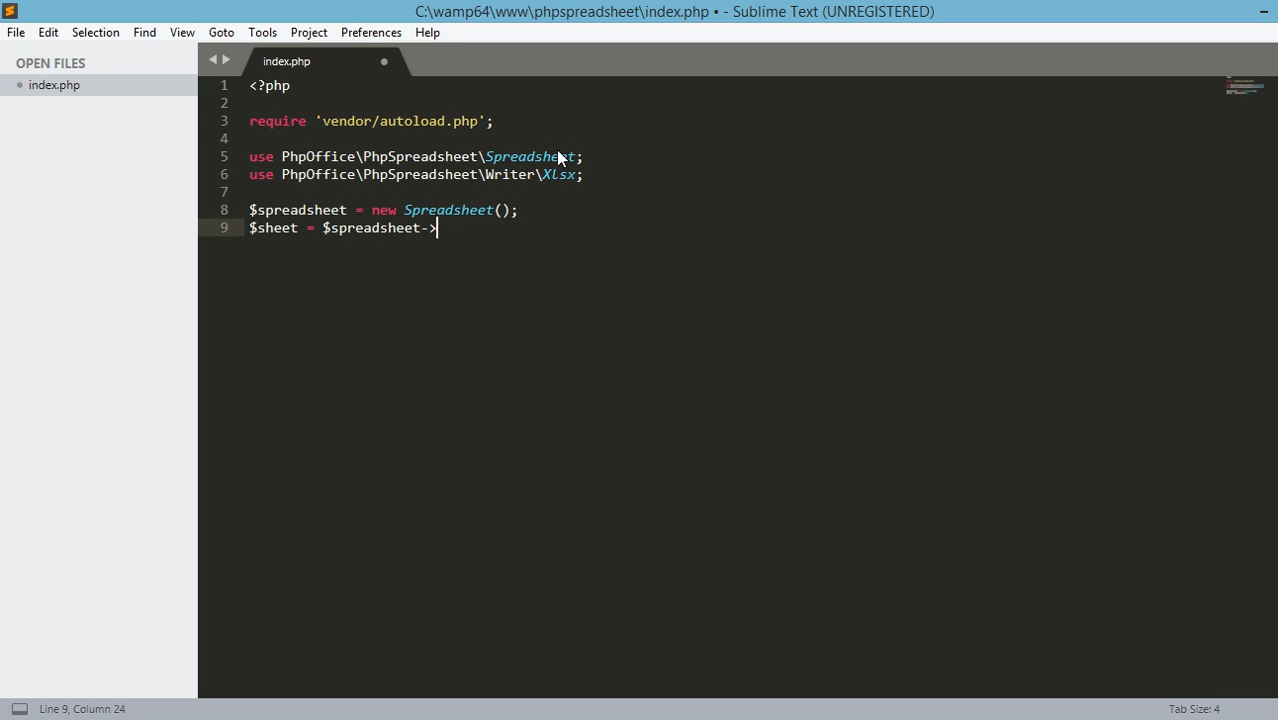 C:\wamp64\www\phpspreadsheet\index.php • - Sublime Text (UNREGISTERED)
File Edit Selection Find View Goto Tools Project Preferences Help
OPEN FILES
index.php
index.php
1 <?php
2
3 require 'vendor/autoload.php';
4
5 use PhpOffice\PhpSpreadsheet\Spreadsheet;
6 use PhpOffice\PhpSpreadsheet\Writer\Xlsx;
7
8 $spreadsheet = new Spreadsheet();
9 $sheet = $spreadsheet->
Line 9, Column 24
Tab Size: 4